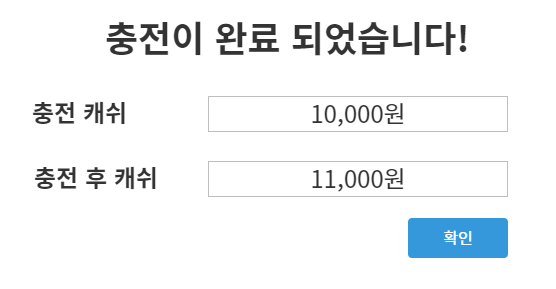 충전이 완료 되었습니다!
충전 캐쉬 10,000원
충전 후 캐쉬 11,000원
확인